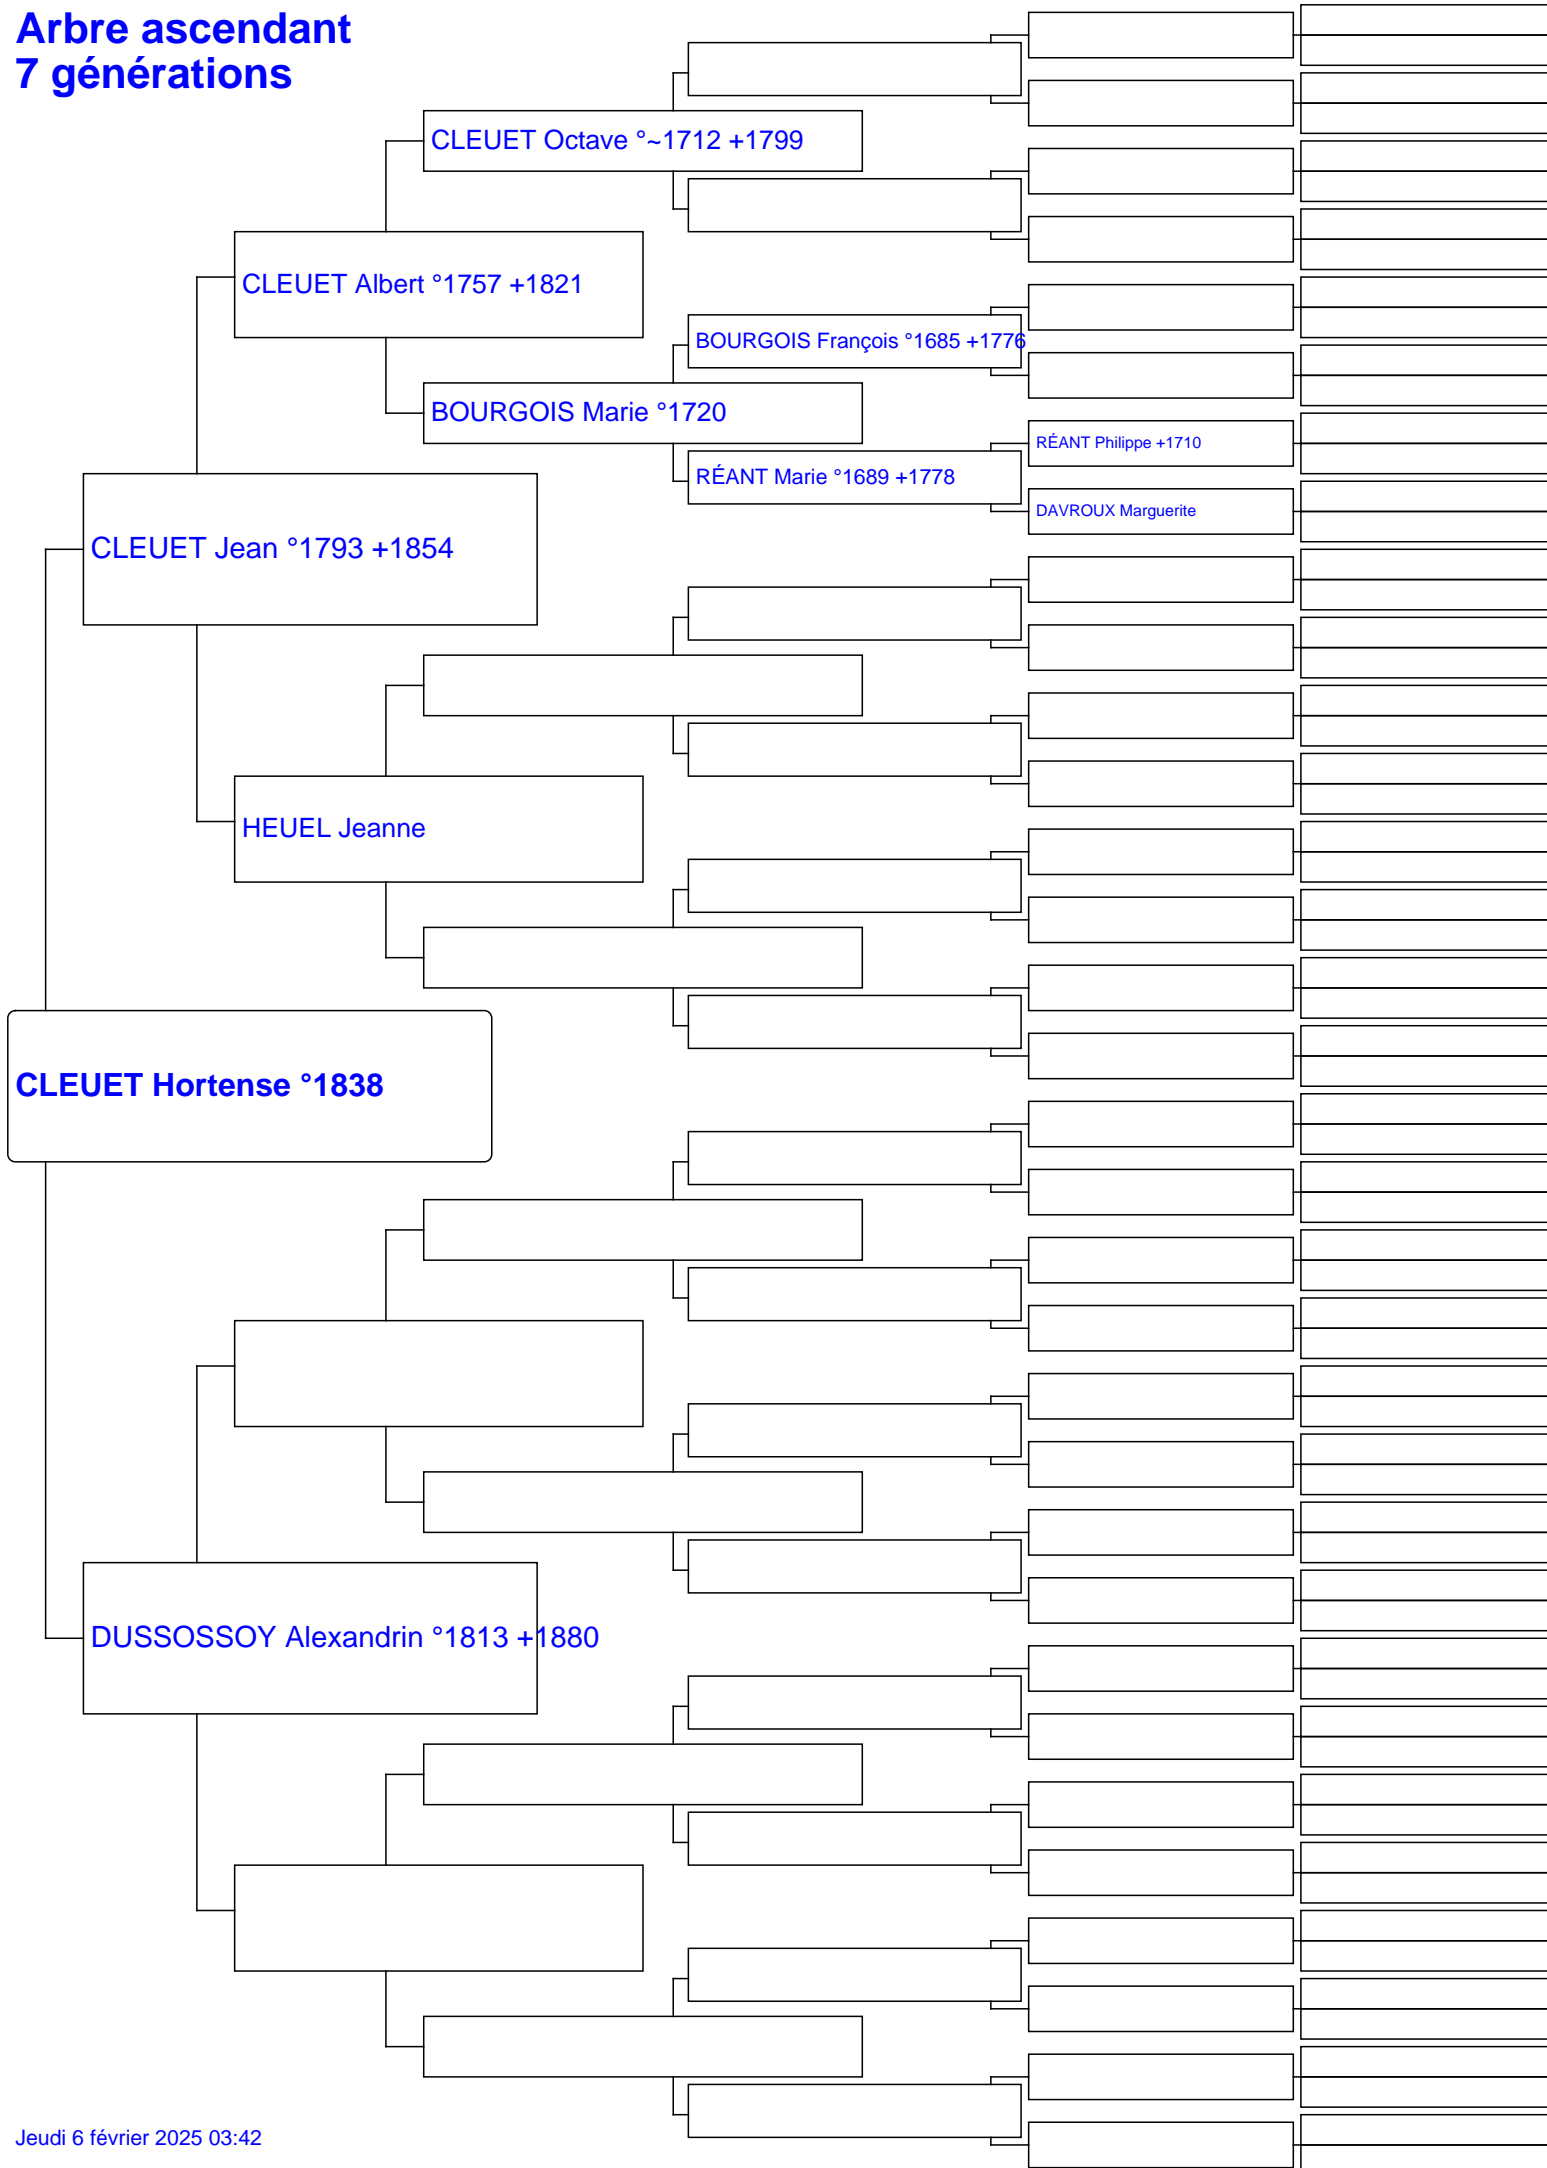 Arbre ascendant
7 générations
CLEUET Octave °~1712 +1799
CLEUET Albert °1757 +1821
BOURGOIS François °1685 +1776
BOURGOIS Marie °1720
RÉANT Philippe +1710
RÉANT Marie °1689 +1778
DAVROUX Marguerite
CLEUET Jean °1793 +1854
HEUEL Jeanne
CLEUET Hortense °1838
DUSSOSSOY Alexandrin °1813 +1880
Jeudi 6 février 2025 03:42